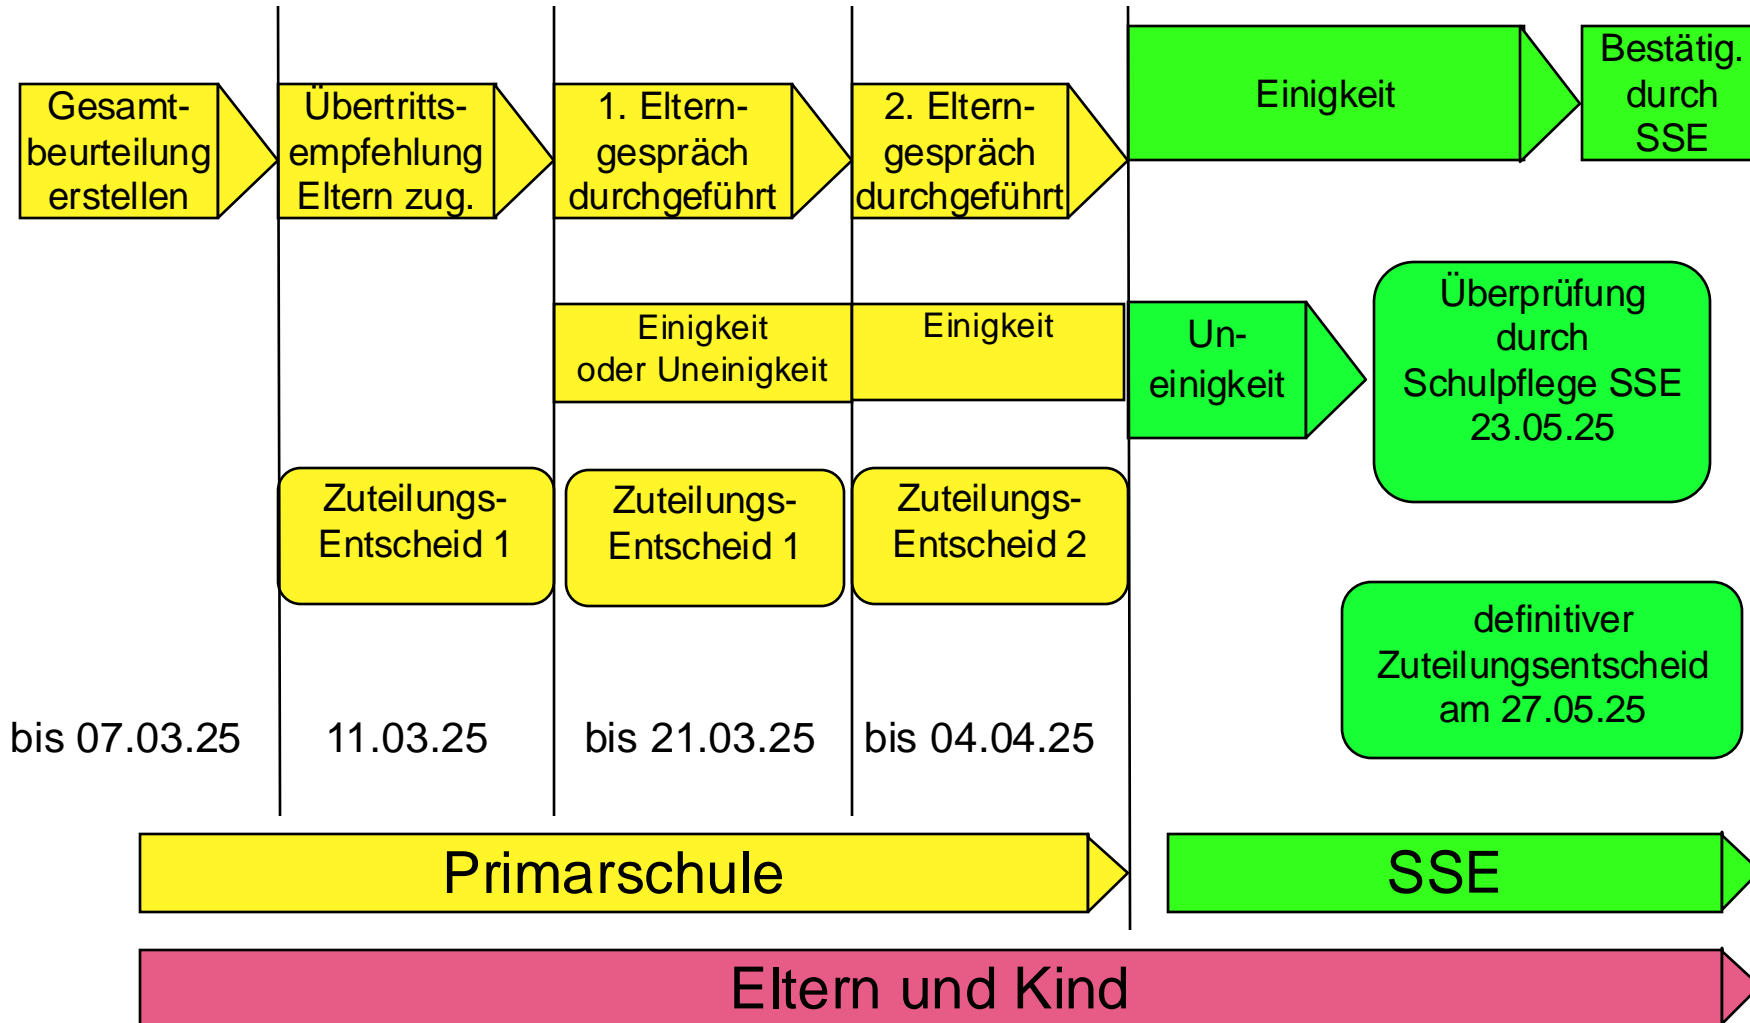 Gesamt-
beurteilung
erstellen
Übertritts-
empfehlung
Eltern zug.
1. Eltern-
gespräch
durchgeführt
2. Eltern-
gespräch
durchgeführt
Einigkeit
Bestätig.
durch
SSE
Einigkeit
oder Uneinigkeit
Einigkeit
Un-
einigkeit
Überprüfung
durch
Schulpflege SSE
23.05.25
Zuteilungs-
Entscheid 1
Zuteilungs-
Entscheid 1
Zuteilungs-
Entscheid 2
definitiver
Zuteilungsentscheid
am 27.05.25
bis 07.03.25
11.03.25
bis 21.03.25
bis 04.04.25
Primarschule
SSE
Eltern und Kind